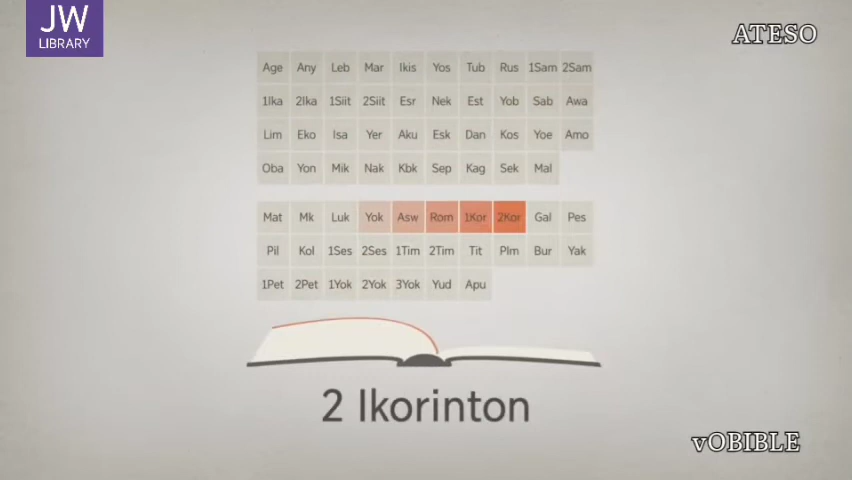 JW
LIBRARY
ATESO
Age Any Leb Mar Ikis Yos Tub Rus 1Sam 2Sam
1Ika 2Ika 1Siit 2Siit Esr Nek Est Yob Sab Awa
Lim Eko Isa Yer Aku Esk Dan Kos Yoe Amo
Oba Yon Mik Nak Kbk Sep Kag Sek Mal
Mat Mk Luk Yok Asw Rom 1Kor 2Kor Gal Pes
Pil Kol 1Ses 2Ses 1Tim 2Tim Tit Plm Bur Yak
1Pet 2Pet 1Yok 2Yok 3Yok Yud Apu
2 Ikorinton
vOBIBLE